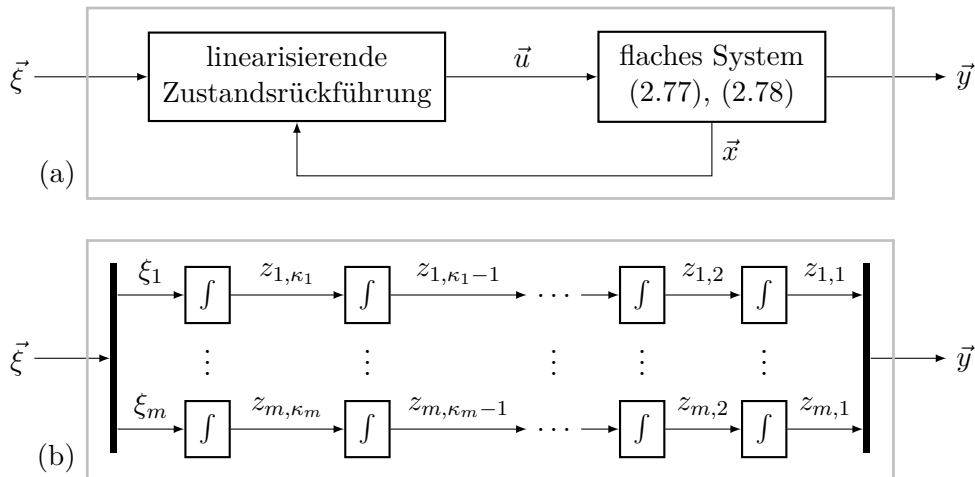 ξ⃗ linearisierende Zustandsrückführung u⃗ flaches System (2.77), (2.78) y⃗
x⃗
(a)
ξ₁ ∫ z₁,κ₁ ∫ z₁,κ₁−1 ⋯ ∫ z₁,₂ ∫ z₁,₁
ξ⃗ ⋮ ⋮ ⋮ ⋮ ⋮ y⃗
ξₘ ∫ zₘ,κₘ ∫ zₘ,κₘ−1 ⋯ ∫ zₘ,₂ ∫ zₘ,₁
(b)